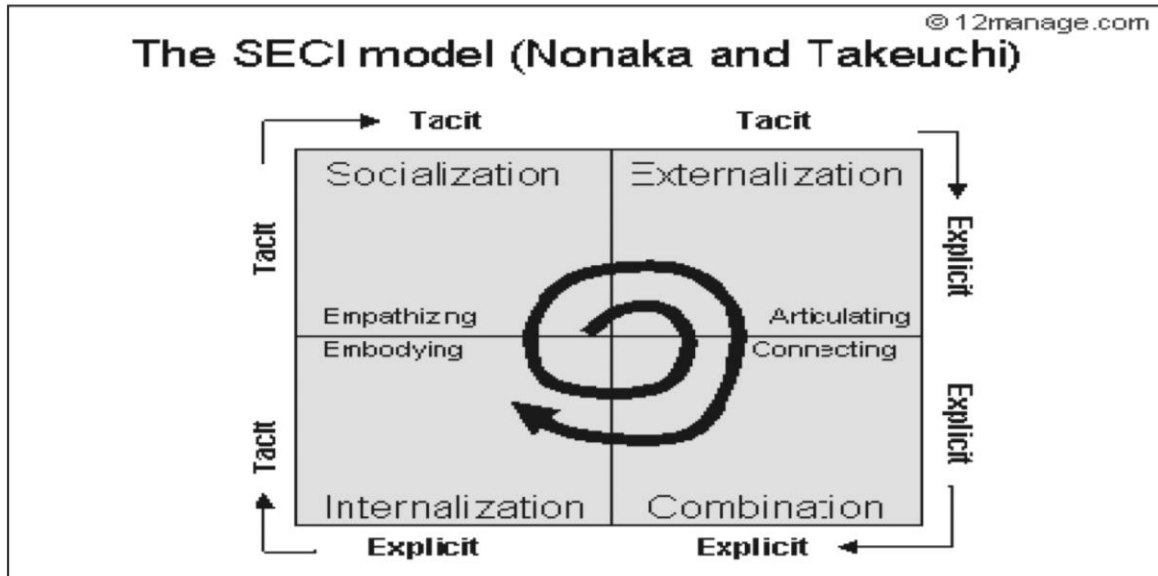 © 12manage.com
The SECI model (Nonaka and Takeuchi)
Tacit Tacit
Socialization Externalization
Tacit Explicit
Empathizing Articulating
Embodying Connecting
Tacit Explicit
Internalization Combination
Explicit Explicit